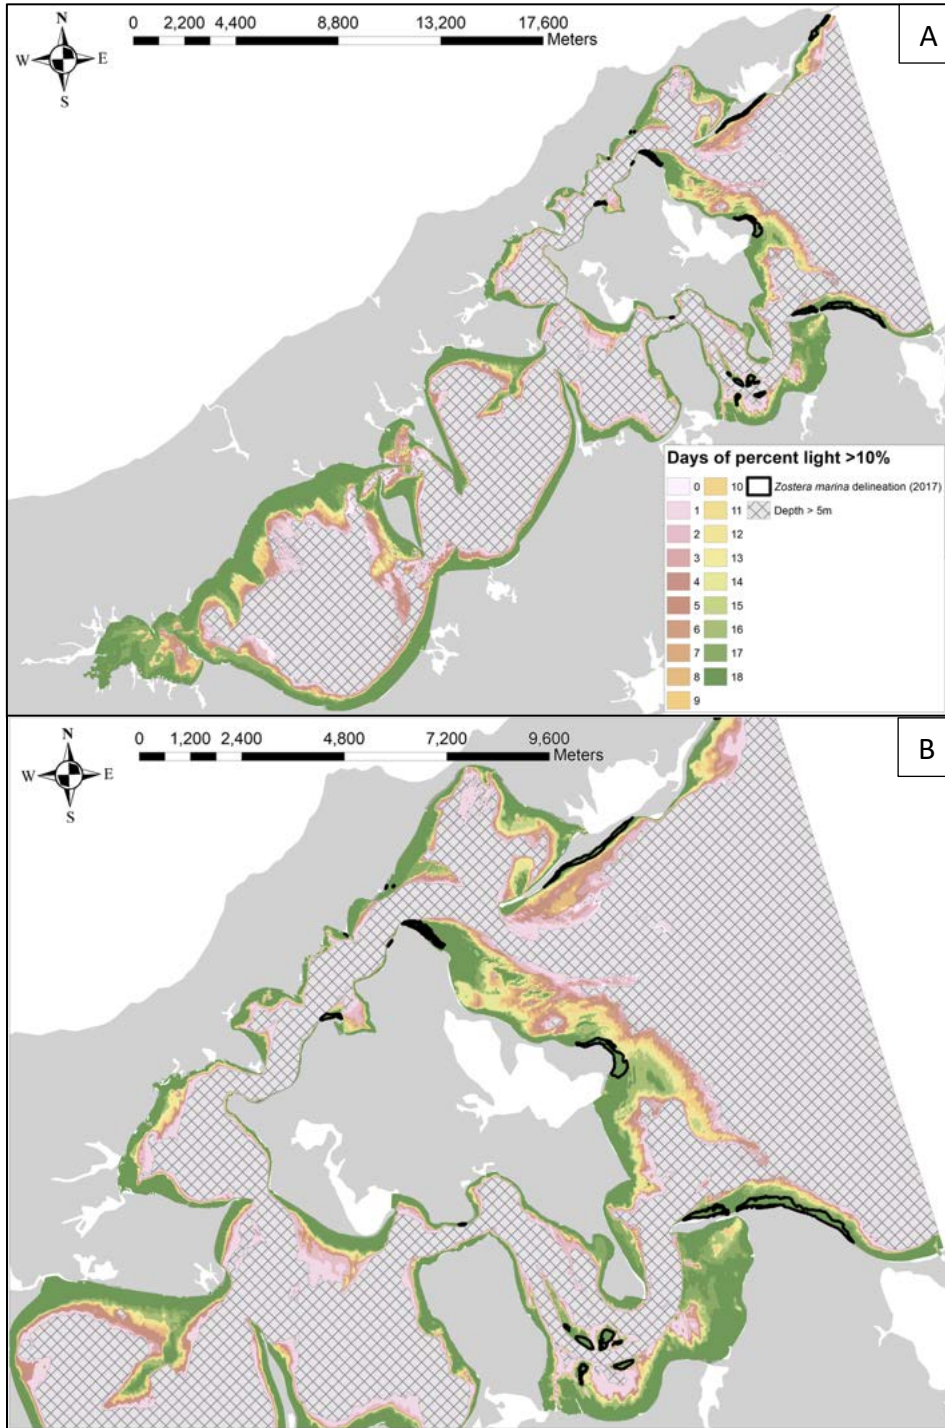 N
W E
S
0 2,200 4,400 8,800 13,200 17,600
Meters
A
Days of percent light >10%
0 10 Zostera marina delineation (2017)
1 11 Depth > 5m
2 12
3 13
4 14
5 15
6 16
7 17
8 18
9
N
W E
S
0 1,200 2,400 4,800 7,200 9,600
Meters
B